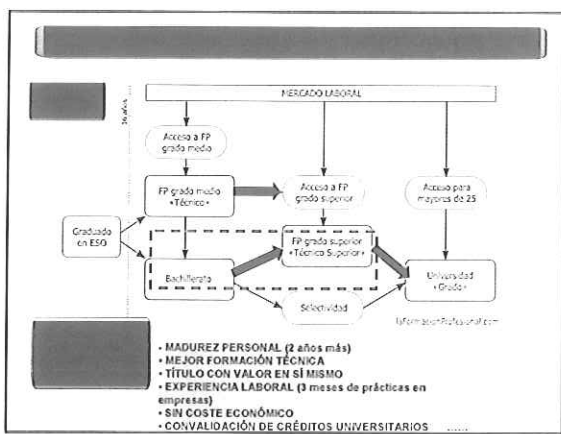 MERCADO LABORAL
16 años
Acceso a FP
grado medio
FP grado medio
«Técnico»
Acceso a FP
grado superior
Acceso para
mayores de 25
Graduado
en ESO
FP grado superior
«Técnico Superior»
Bachillerato
Universidad
«Grado»
Selectividad
laFormacionProfesional.com
• MADUREZ PERSONAL (2 años más)
• MEJOR FORMACIÓN TÉCNICA
• TÍTULO CON VALOR EN SÍ MISMO
• EXPERIENCIA LABORAL (3 meses de prácticas en
empresas)
• SIN COSTE ECONÓMICO
• CONVALIDACIÓN DE CRÉDITOS UNIVERSITARIOS ......